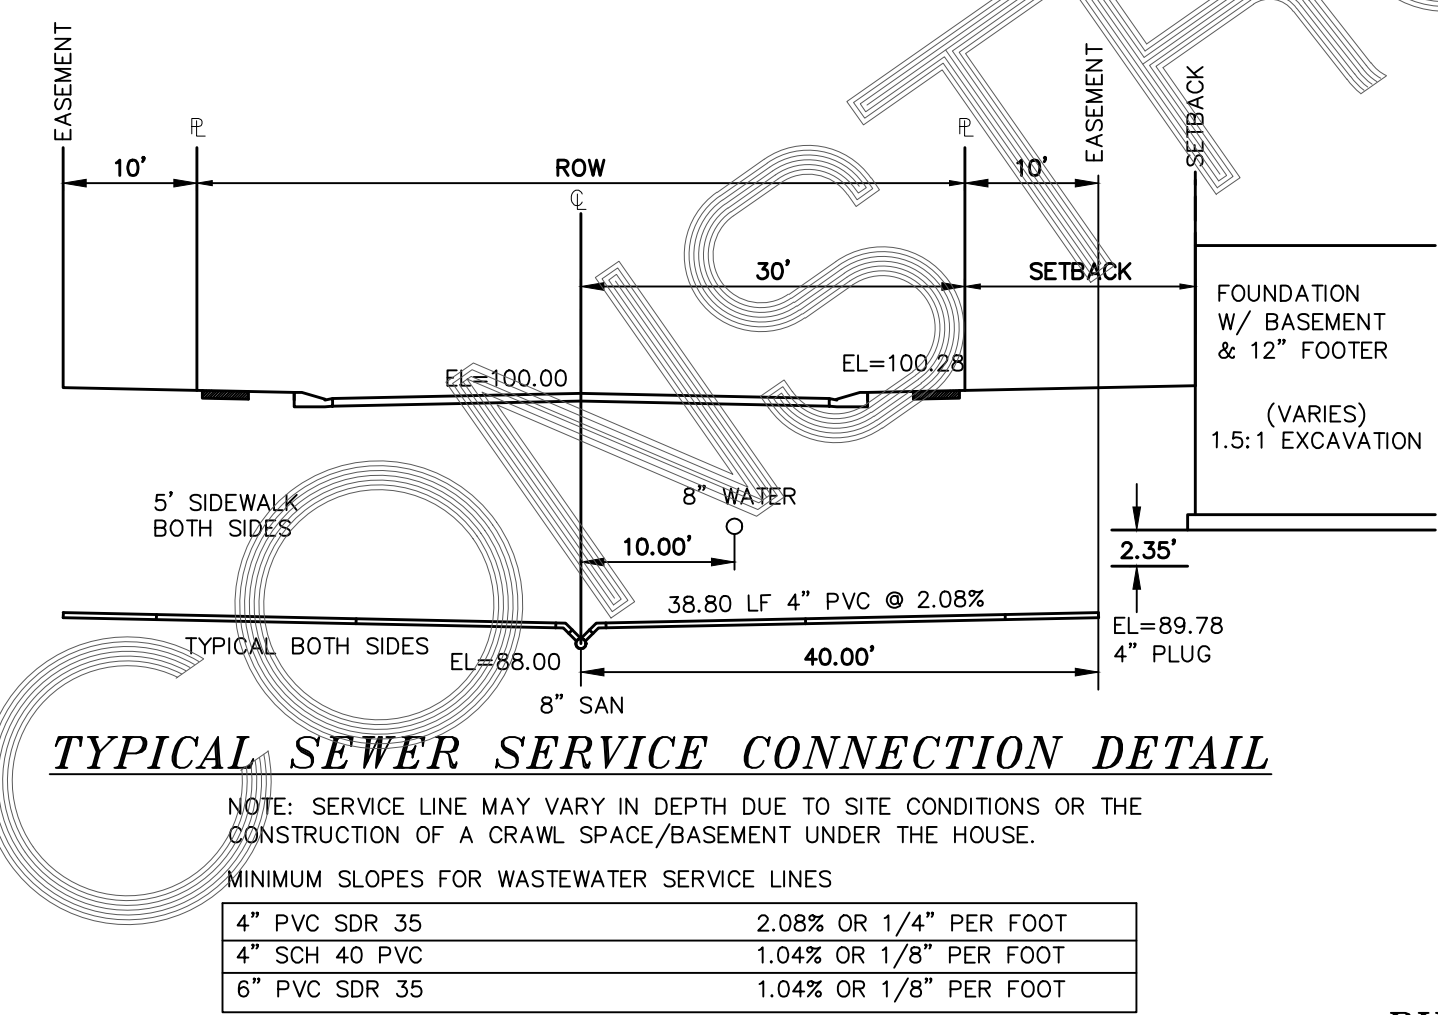 EASEMENT
EASEMENT
SETBACK
PL
PL
10'
ROW
10'
CL
30'
SETBACK
FOUNDATION
W/ BASEMENT
& 12" FOOTER
EL=100.00
EL=100.28
(VARIES)
1.5:1 EXCAVATION
5' SIDEWALK
BOTH SIDES
8" WATER
10.00'
2.35'
38.80 LF 4" PVC @ 2.08%
TYPICAL BOTH SIDES
EL=88.00
40.00'
EL=89.78
4" PLUG
8" SAN
TYPICAL SEWER SERVICE CONNECTION DETAIL
NOTE: SERVICE LINE MAY VARY IN DEPTH DUE TO SITE CONDITIONS OR THE
CONSTRUCTION OF A CRAWL SPACE/BASEMENT UNDER THE HOUSE.
MINIMUM SLOPES FOR WASTEWATER SERVICE LINES
4" PVC SDR 35 2.08% OR 1/4" PER FOOT
4" SCH 40 PVC 1.04% OR 1/8" PER FOOT
6" PVC SDR 35 1.04% OR 1/8" PER FOOT
CONSTR